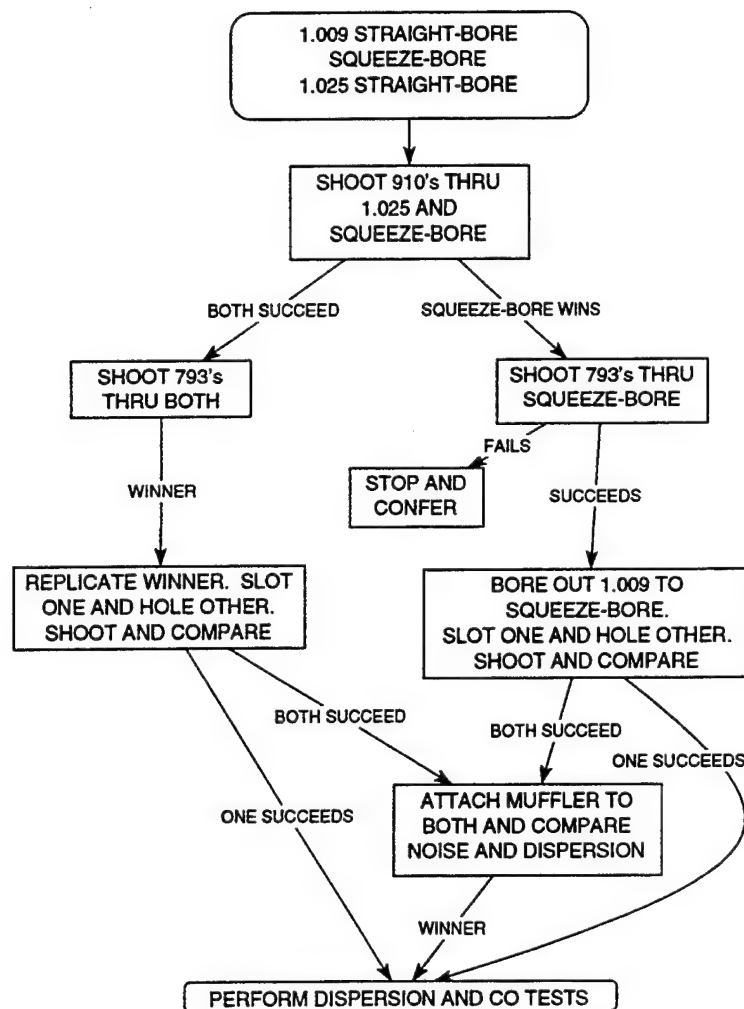 1.009 STRAIGHT-BORE
SQUEEZE-BORE
1.025 STRAIGHT-BORE
SHOOT 910's THRU
1.025 AND
SQUEEZE-BORE
BOTH SUCCEED
SQUEEZE-BORE WINS
SHOOT 793's
THRU BOTH
SHOOT 793's THRU
SQUEEZE-BORE
FAILS
STOP AND
CONFER
WINNER
SUCCEEDS
REPLICATE WINNER. SLOT
ONE AND HOLE OTHER.
SHOOT AND COMPARE
BORE OUT 1.009 TO
SQUEEZE-BORE.
SLOT ONE AND HOLE OTHER.
SHOOT AND COMPARE
BOTH SUCCEED
BOTH SUCCEED
ONE SUCCEEDS
ONE SUCCEEDS
ATTACH MUFFLER TO
BOTH AND COMPARE
NOISE AND DISPERSION
WINNER
PERFORM DISPERSION AND CO TESTS